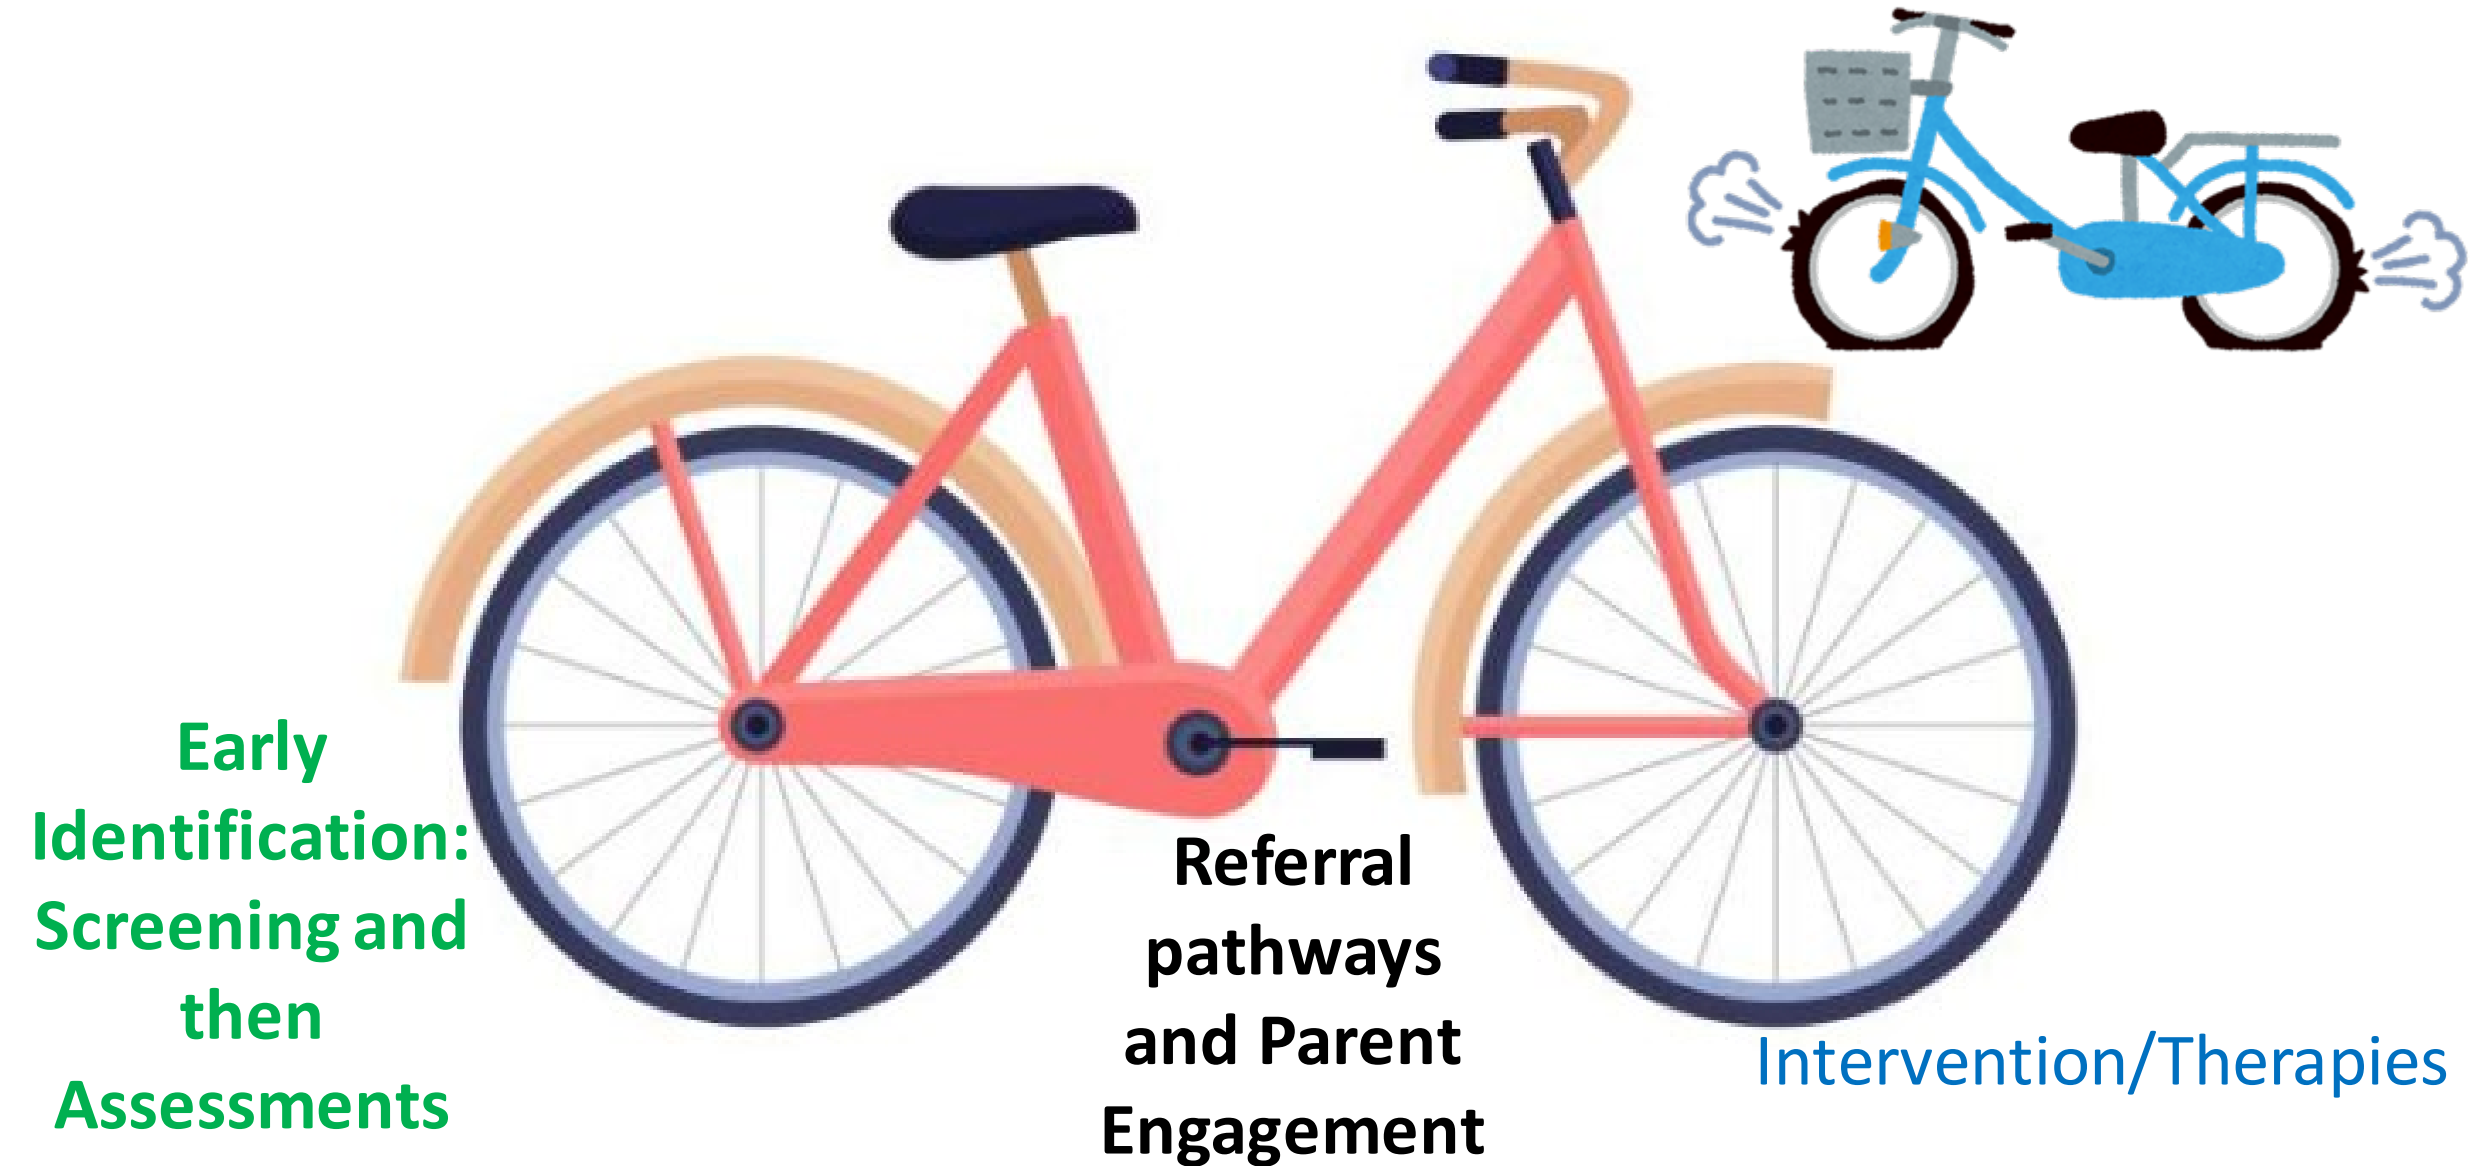 Early
Identification:
Screening and
then
Assessments
Referral
pathways
and Parent
Engagement
Intervention/Therapies